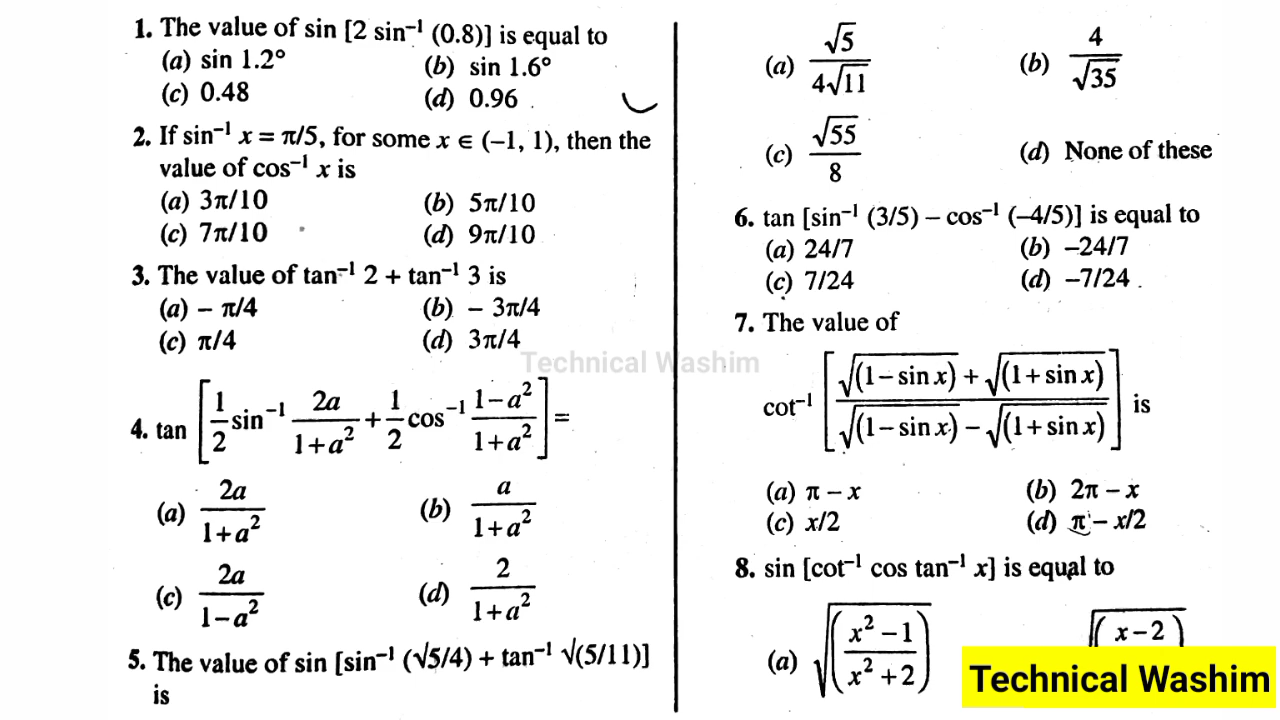 1. The value of sin [2 sin⁻¹ (0.8)] is equal to
(a) sin 1.2° (b) sin 1.6°
(c) 0.48 (d) 0.96
2. If sin⁻¹ x = π/5, for some x ∈ (−1, 1), then the
value of cos⁻¹ x is
(a) 3π/10 (b) 5π/10
(c) 7π/10 (d) 9π/10
3. The value of tan⁻¹ 2 + tan⁻¹ 3 is
(a) − π/4 (b) − 3π/4
(c) π/4 (d) 3π/4
4. tan [1/2 sin⁻¹ 2a/(1+a²) + 1/2 cos⁻¹ (1−a²)/(1+a²)] =
(a) 2a/(1+a²) (b) a/(1+a²)
(c) 2a/(1−a²) (d) 2/(1+a²)
5. The value of sin [sin⁻¹ (√5/4) + tan⁻¹ √(5/11)]
is
(a) √5/(4√11) (b) 4/√35
(c) √55/8 (d) None of these
6. tan [sin⁻¹ (3/5) − cos⁻¹ (−4/5)] is equal to
(a) 24/7 (b) −24/7
(c) 7/24 (d) −7/24
7. The value of
cot⁻¹ [(√(1−sin x) + √(1+sin x))/(√(1−sin x) − √(1+sin x))] is
(a) π − x (b) 2π − x
(c) x/2 (d) π − x/2
8. sin [cot⁻¹ cos tan⁻¹ x] is equal to
(a) √((x²−1)/(x²+2)) √(x−2
Technical Washim
Technical Washim